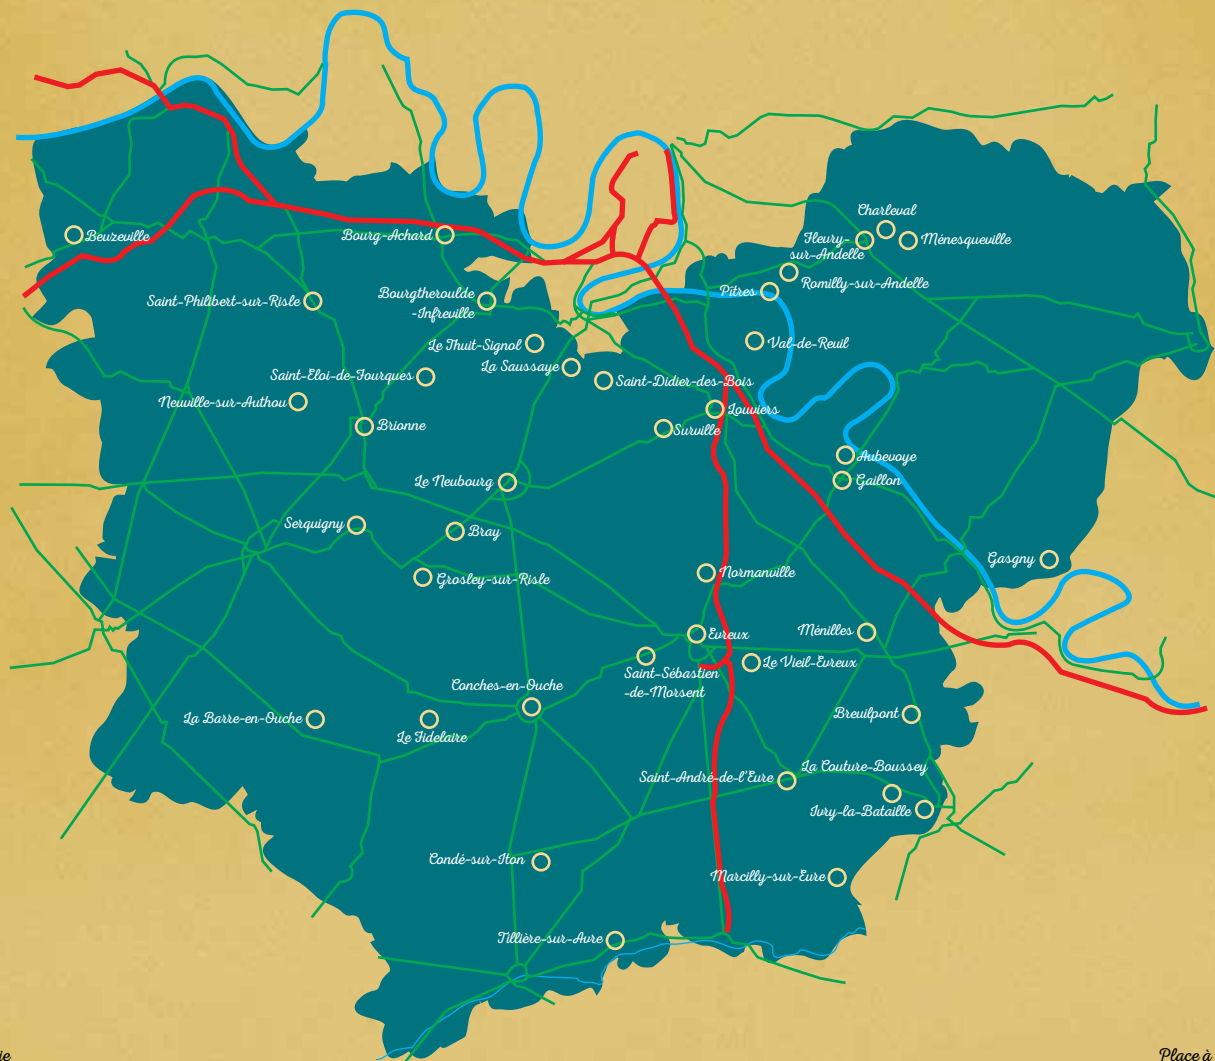 Charleval
Beuzeville
Bourg-Achard
Fleury-
sur-Andelle
Ménesqueville
Romilly-sur-Andelle
Pîtres
Saint-Philibert-sur-Risle
Bourgtheroulde
-Infreville
Le Thuit-Signol
Val-de-Reuil
La Saussaye
Saint-Eloi-de-Fourques
Saint-Didier-des-Bois
Neuville-sur-Authou
Louviers
Brionne
Surville
Aubevoye
Le Neubourg
Gaillon
Serquigny
Bray
Gasgny
Grosley-sur-Risle
Normanville
Evreux
Ménilles
Le Vieil-Evreux
Saint-Sébastien
-de-Morsent
Conches-en-Ouche
La Barre-en-Ouche
Le Fidelaire
Breuilpont
La Couture-Boussey
Saint-André-de-l'Eure
Ivry-la-Bataille
Condé-sur-Iton
Marcilly-sur-Eure
Tillière-sur-Avre
ie
Place à